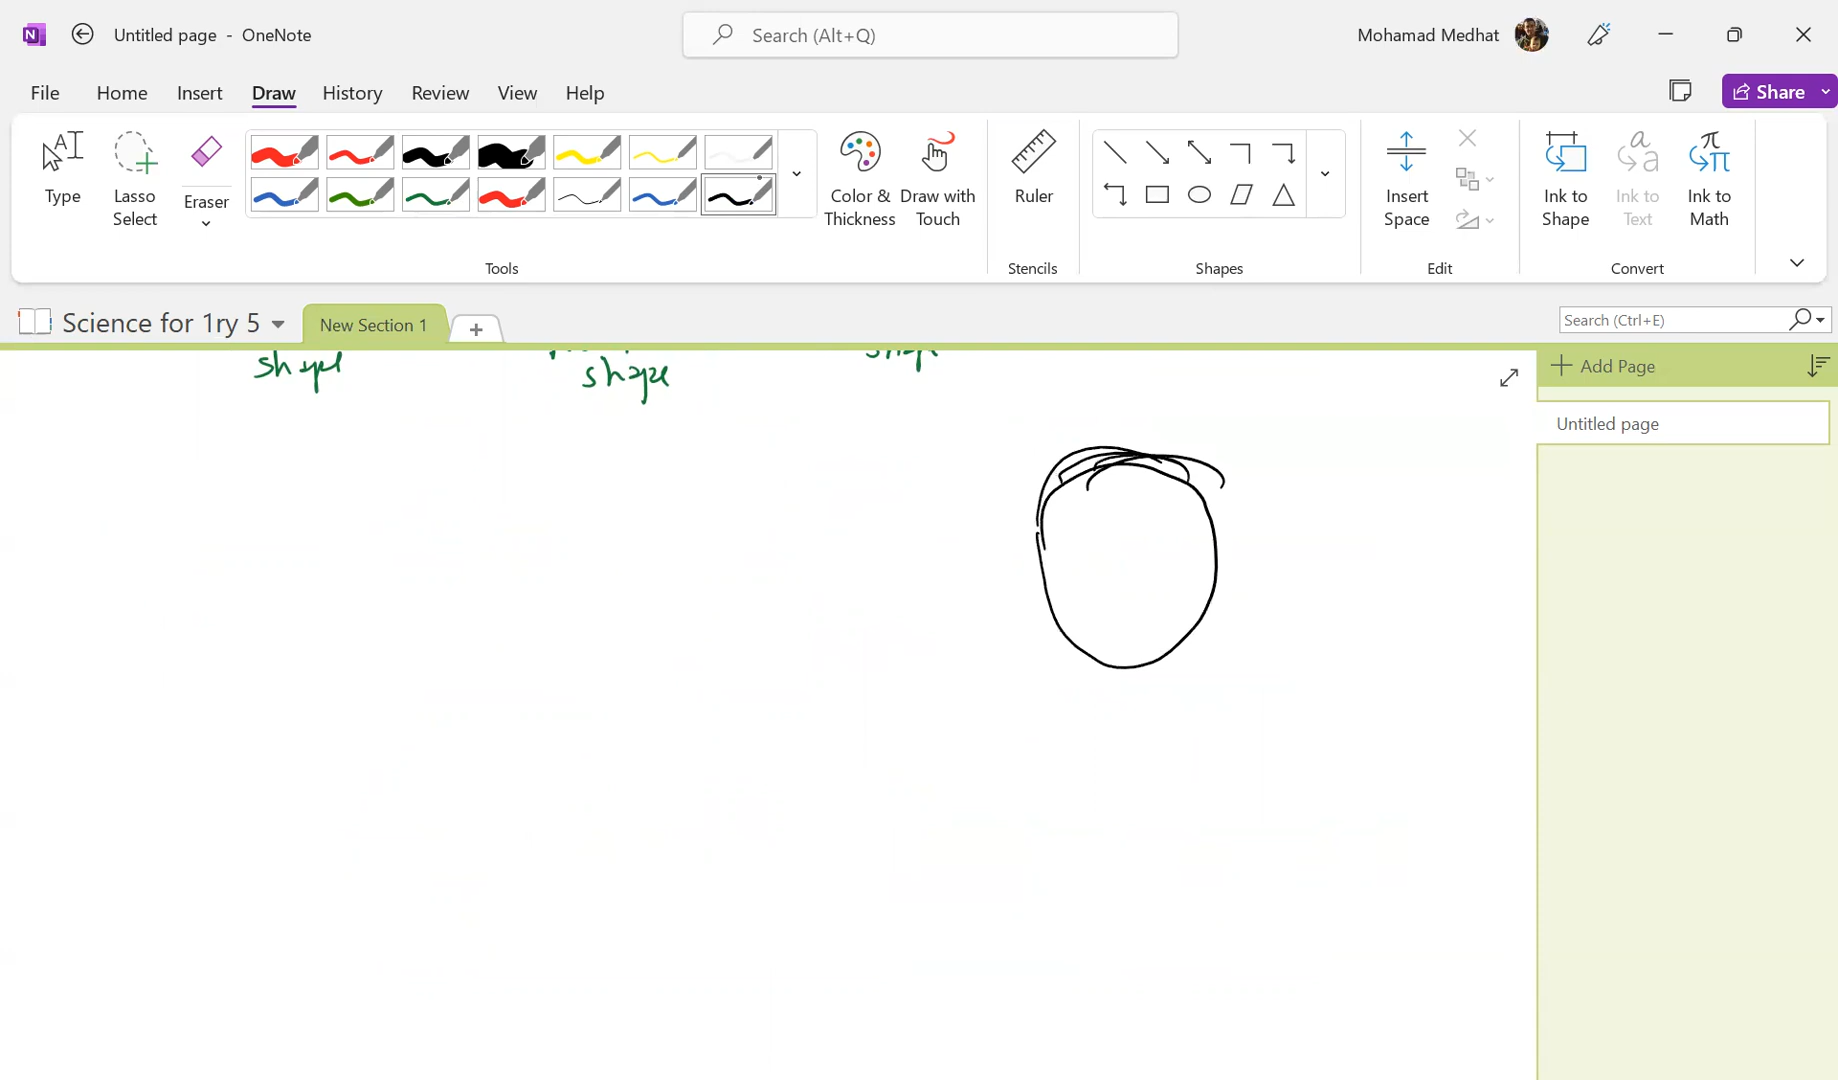 Untitled page - OneNote
Search (Alt+Q)
Mohamad Medhat
File Home Insert Draw History Review View Help
Share
Type
Lasso Select
Eraser
Color & Thickness
Draw with Touch
Ruler
Insert Space
Ink to Shape
Ink to Text
Ink to Math
Tools
Stencils
Shapes
Edit
Convert
Science for 1ry 5
New Section 1
Search (Ctrl+E)
Add Page
Untitled page
shape
shape